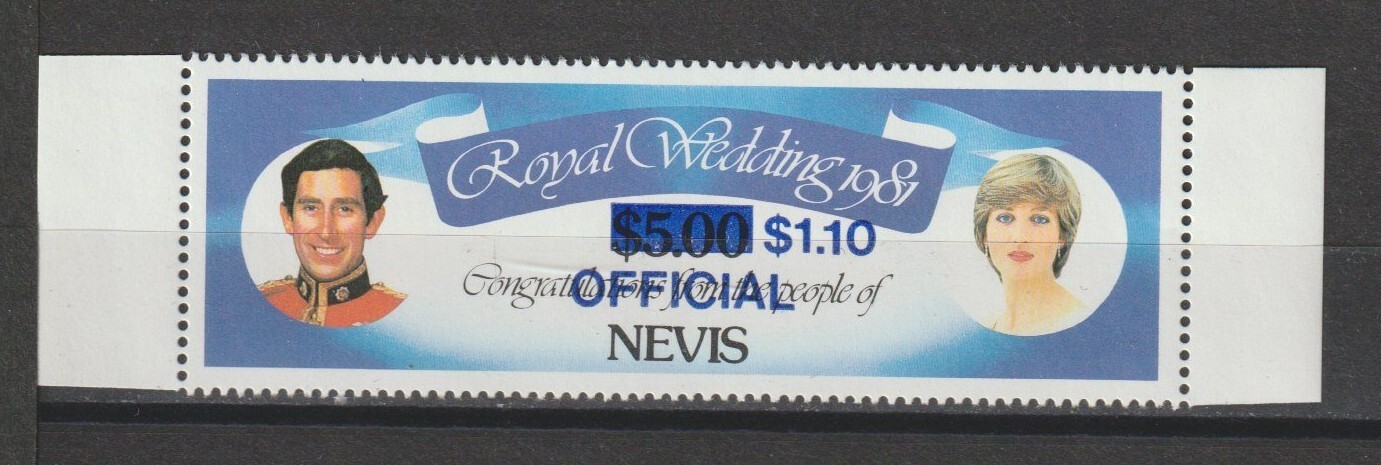 Royal Wedding 1981
$5.00 $1.10
OFFICIAL
Congratulations from the people of
NEVIS